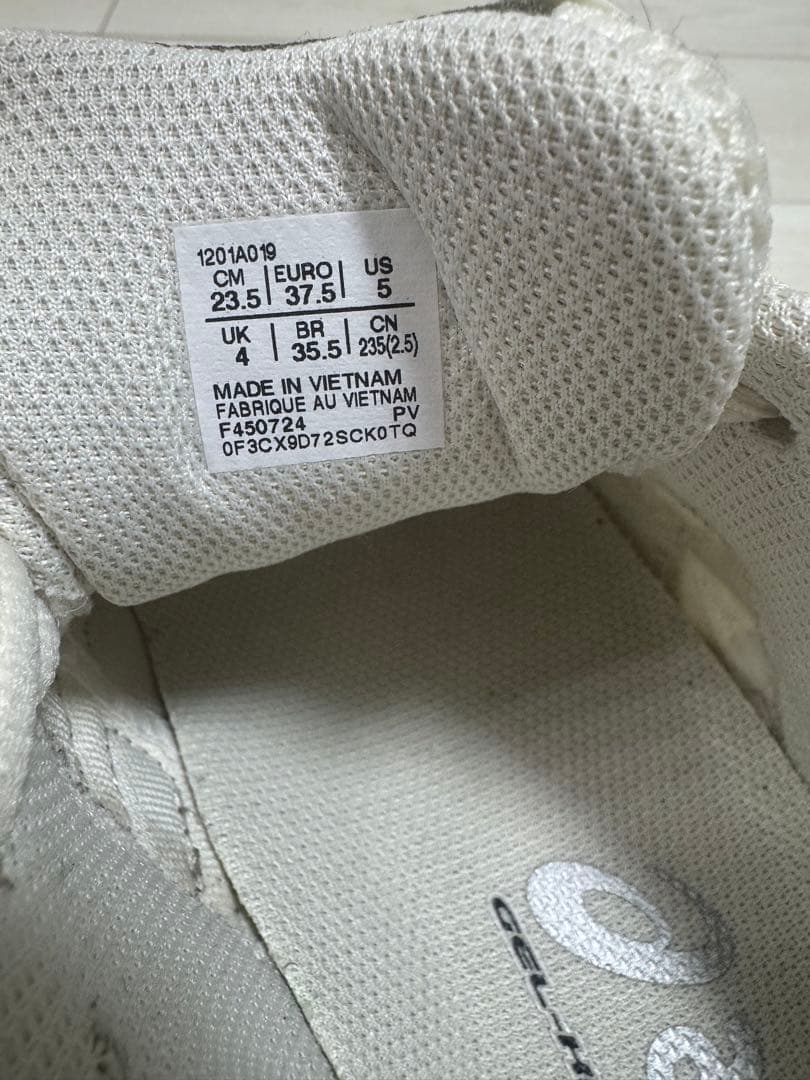 1201A019
CM | EURO | US
23.5 | 37.5 | 5
UK | BR | CN
4 | 35.5 | 235(2.5)
MADE IN VIETNAM
FABRIQUE AU VIETNAM
F450724 PV
0F3CX9D72SCK0TQ
GEL-K